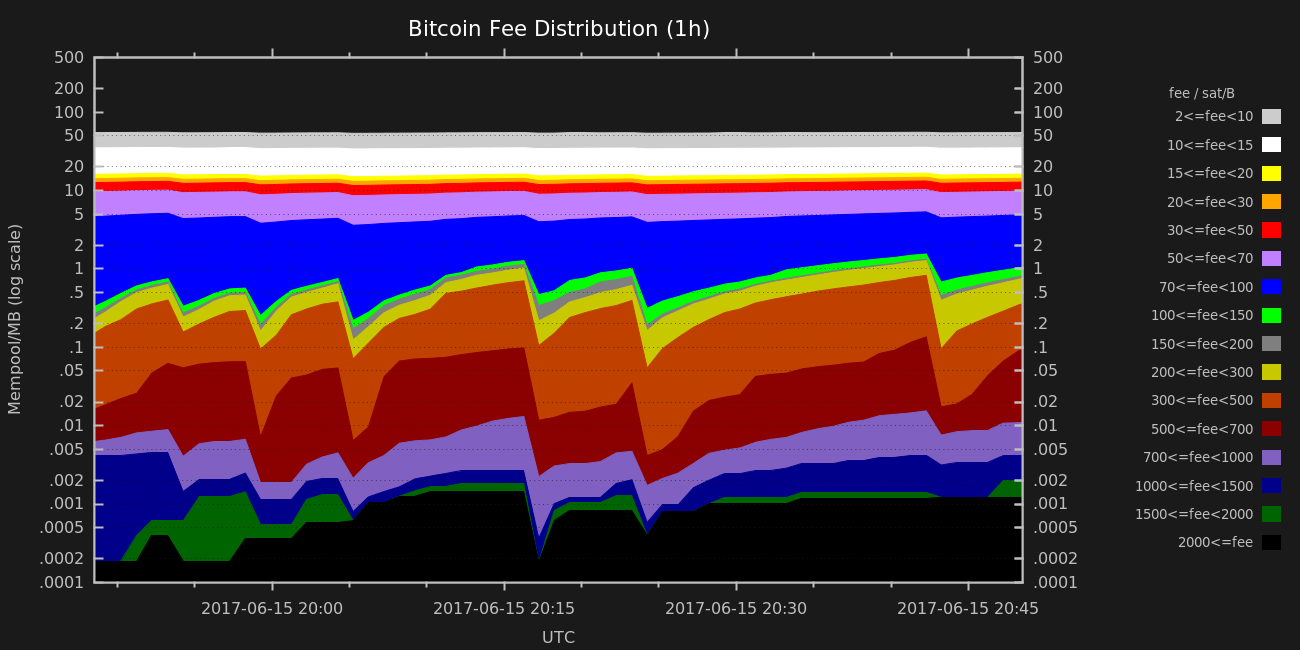 Bitcoin Fee Distribution (1h)
500 500
200 200
100 100
50 50
20 20
10 10
5 5
2 2
1 1
.5 .5
.2 .2
.1 .1
.05 .05
.02 .02
.01 .01
.005 .005
.002 .002
.001 .001
.0005 .0005
.0002 .0002
.0001 .0001
Mempool/MB (log scale)
2017-06-15 20:00 2017-06-15 20:15 2017-06-15 20:30 2017-06-15 20:45
UTC
fee / sat/B
2<=fee<10
10<=fee<15
15<=fee<20
20<=fee<30
30<=fee<50
50<=fee<70
70<=fee<100
100<=fee<150
150<=fee<200
200<=fee<300
300<=fee<500
500<=fee<700
700<=fee<1000
1000<=fee<1500
1500<=fee<2000
2000<=fee